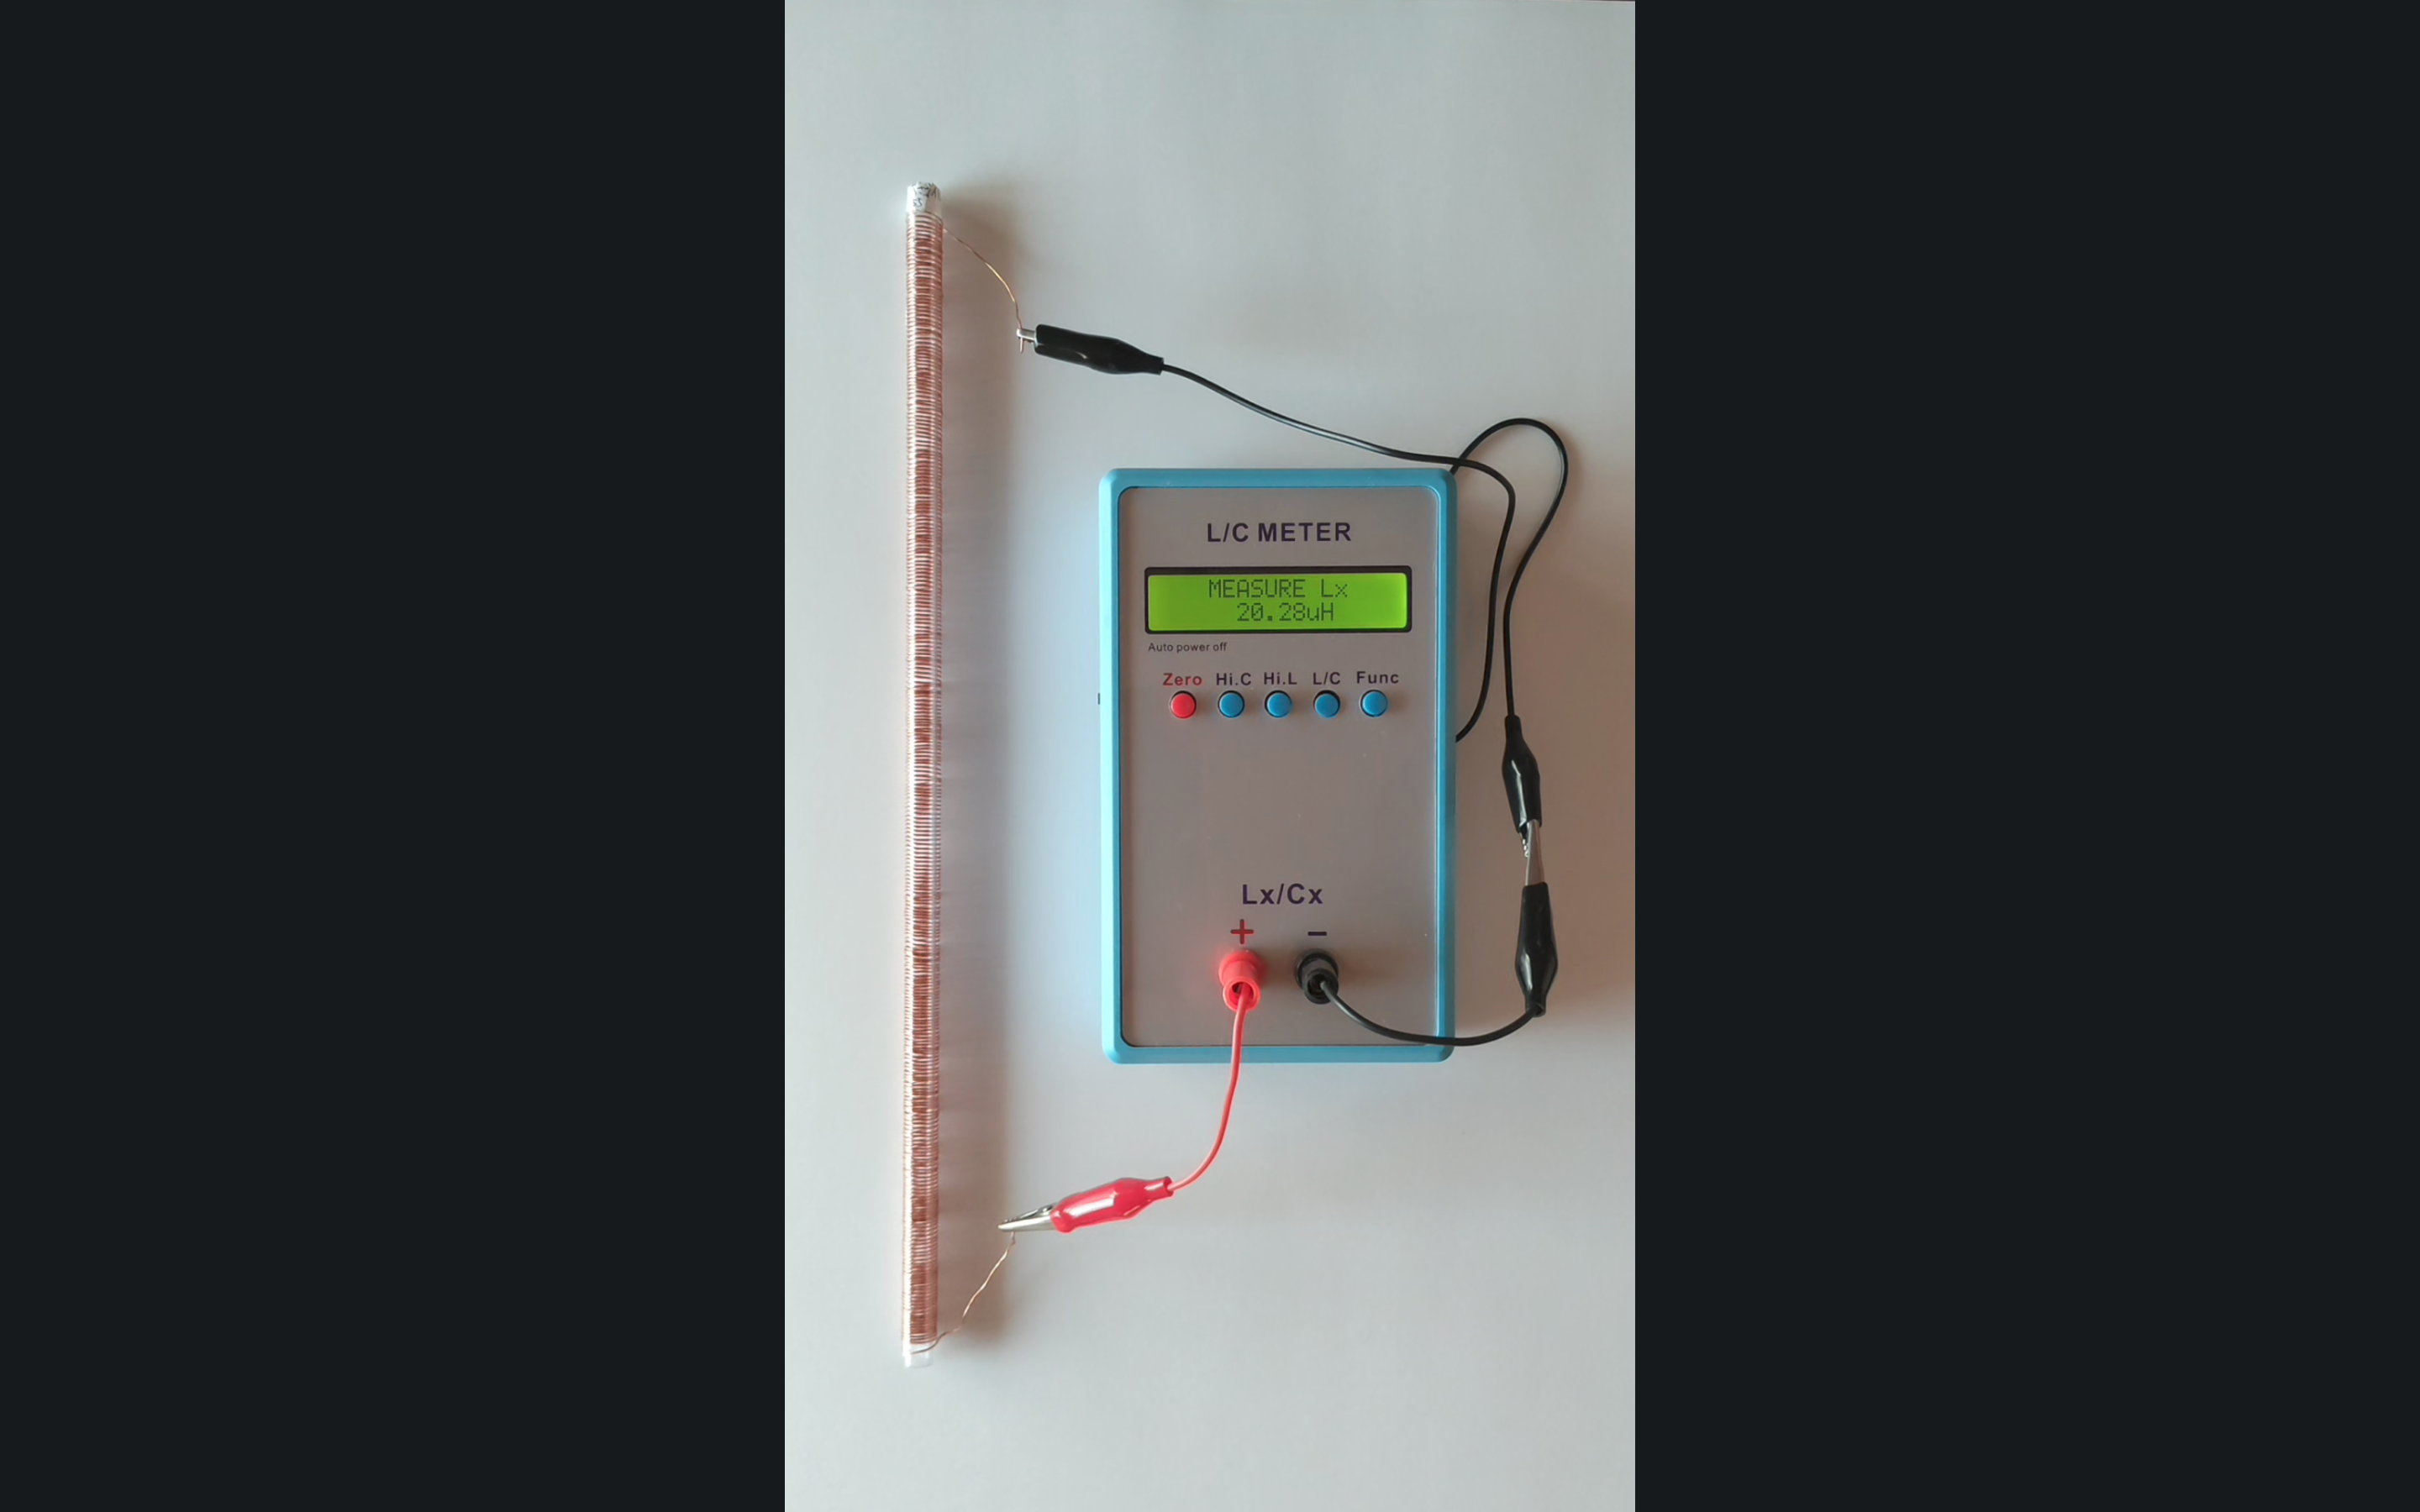 L/C METER
MEASURE Lx
20.28uH
Auto power off
Zero Hi.C Hi.L L/C Func
Lx/Cx
+ −